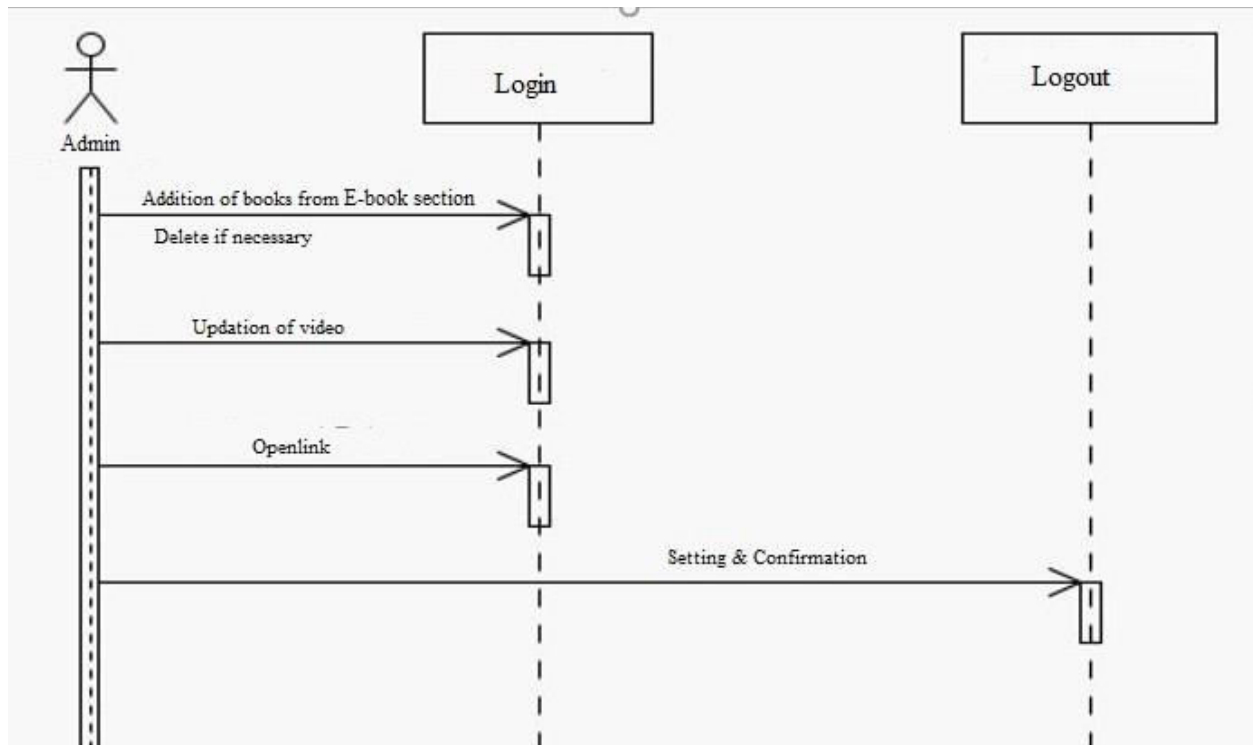 Login
Logout
Admin
Addition of books from E-book section
Delete if necessary
Updation of video
Openlink
Setting & Confirmation